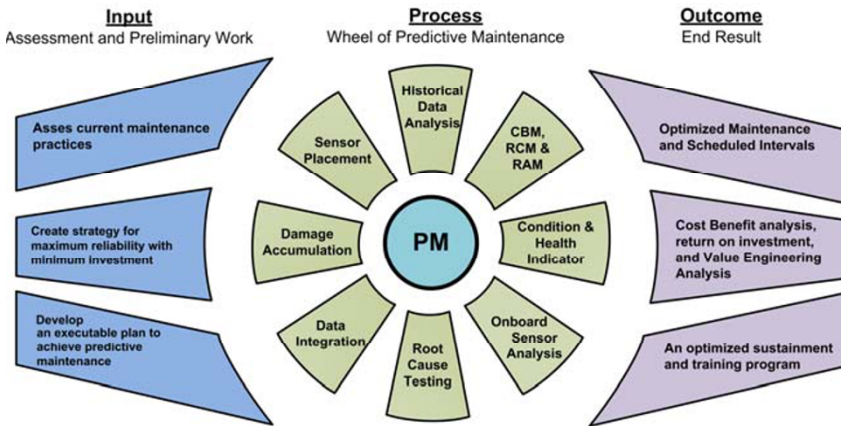 Input
Assessment and Preliminary Work
Asses current maintenance
practices
Create strategy for
maximum reliability with
minimum investment
Develop
an executable plan to
achieve predictive
maintenance
Process
Wheel of Predictive Maintenance
Historical
Data
Analysis
CBM,
RCM &
RAM
Condition &
Health
Indicator
Onboard
Sensor
Analysis
Root
Cause
Testing
Data
Integration
Damage
Accumulation
Sensor
Placement
PM
Outcome
End Result
Optimized Maintenance
and Scheduled Intervals
Cost Benefit analysis,
return on investment,
and Value Engineering
Analysis
An optimized sustainment
and training program